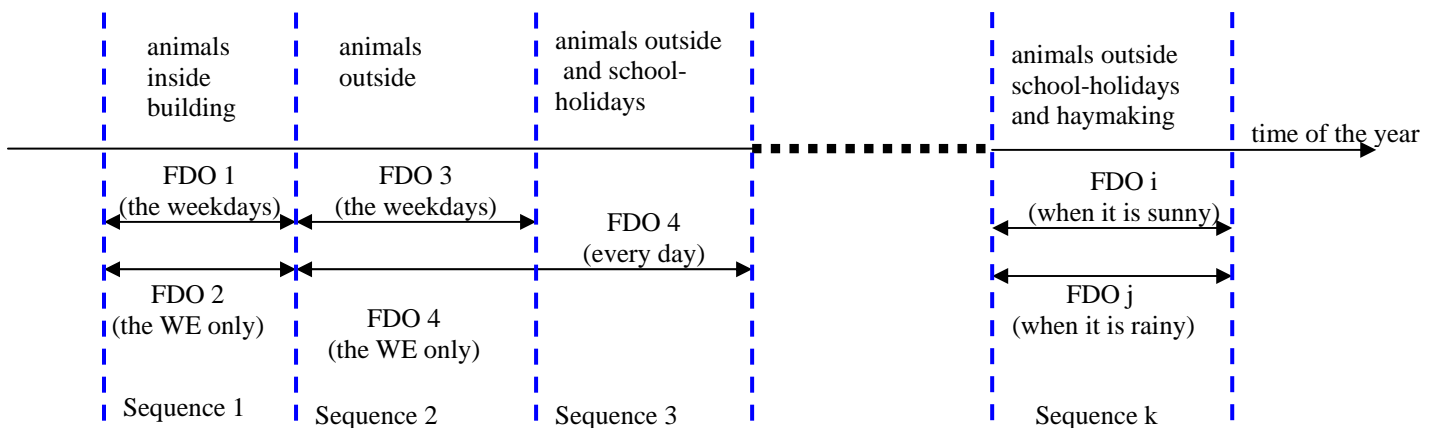 animals
inside
building
animals
outside
animals outside
and school-
holidays
animals outside
school-holidays
and haymaking
time of the year
FDO 1
(the weekdays)
FDO 3
(the weekdays)
FDO 4
(every day)
FDO i
(when it is sunny)
FDO 2
(the WE only)
FDO 4
(the WE only)
FDO j
(when it is rainy)
Sequence 1
Sequence 2
Sequence 3
Sequence k